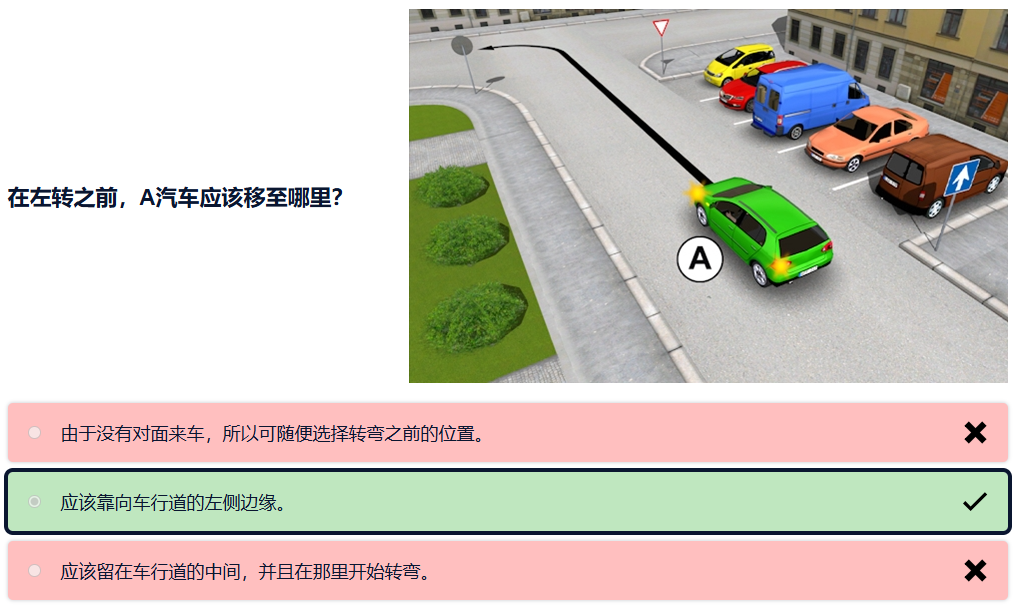 在左转之前，A汽车应该移至哪里？
A
由于没有对面来车，所以可随便选择转弯之前的位置。
应该靠向车行道的左侧边缘。
应该留在车行道的中间，并且在那里开始转弯。